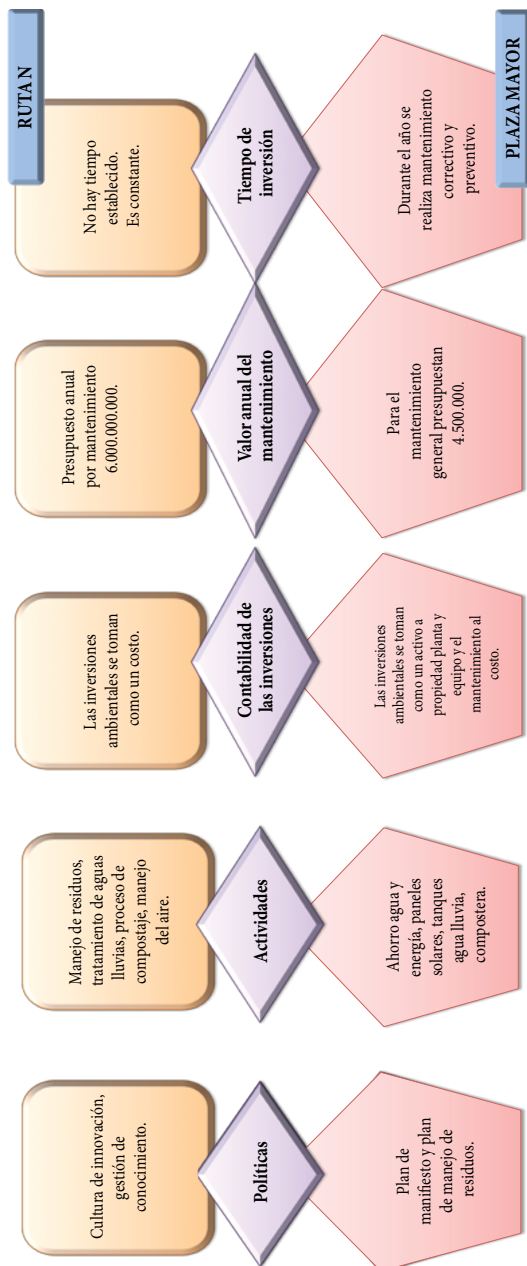 RUTA N
Cultura de innovación,
gestión de
conocimiento.
Manejo de residuos,
tratamiento de aguas
lluvias, proceso de
compostaje, manejo
del aire.
Las inversiones
ambientales se toman
como un costo.
Presupuesto anual
por mantenimiento
6.000.000.000.
No hay tiempo
establecido.
Es constante.
Políticas
Actividades
Contabilidad de
las inversiones
Valor anual del
mantenimiento
Tiempo de
inversión
Plan de
manifiesto y plan
de manejo de
residuos.
Ahorro agua y
energía, paneles
solares, tanques
agua lluvia,
compostera.
Las inversiones
ambientales se toman
como un activo a
propiedad planta y
equipo y el
mantenimiento al
costo.
Para el
mantenimiento
general presupuestan
4.500.000.
Durante el año se
realiza mantenimiento
correctivo y
preventivo.
PLAZA MAYOR